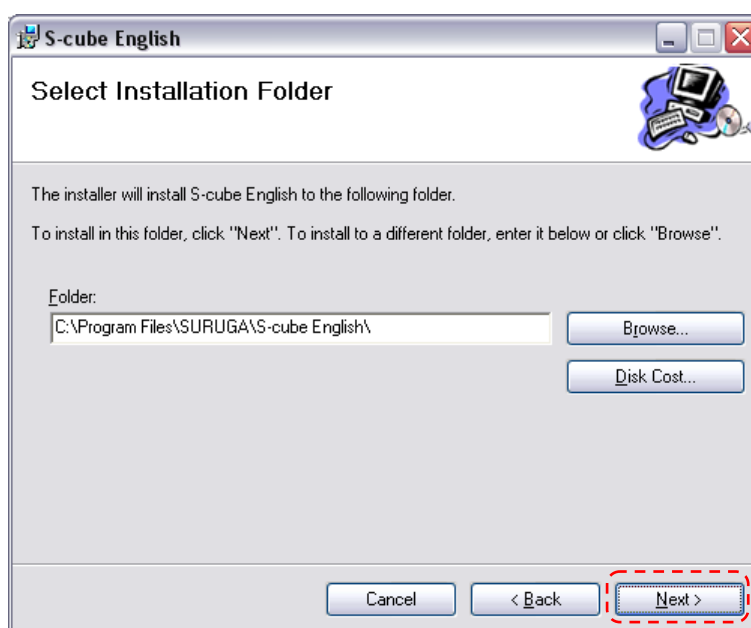 S-cube English
Select Installation Folder
The installer will install S-cube English to the following folder.
To install in this folder, click "Next". To install to a different folder, enter it below or click "Browse".
Folder:
C:\Program Files\SURUGA\S-cube English\
Browse...
Disk Cost...
Cancel
< Back
Next >